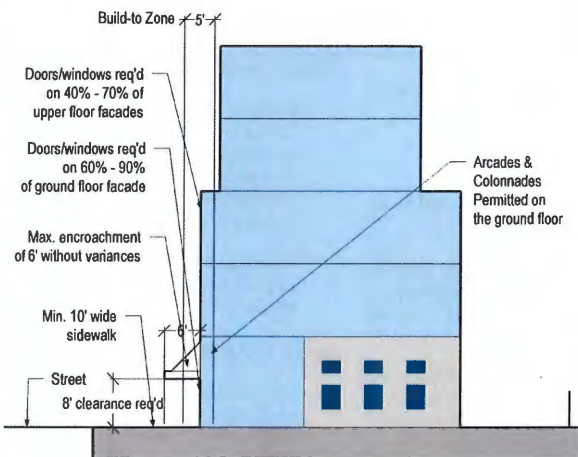 Build-to Zone
5'
Doors/windows req'd
on 40% - 70% of
upper floor facades
Doors/windows req'd
on 60% - 90%
of ground floor facade
Arcades &
Colonnades
Permitted on
the ground floor
Max. encroachment
of 6' without variances
Min. 10' wide
sidewalk
6'
Street
8' clearance req'd